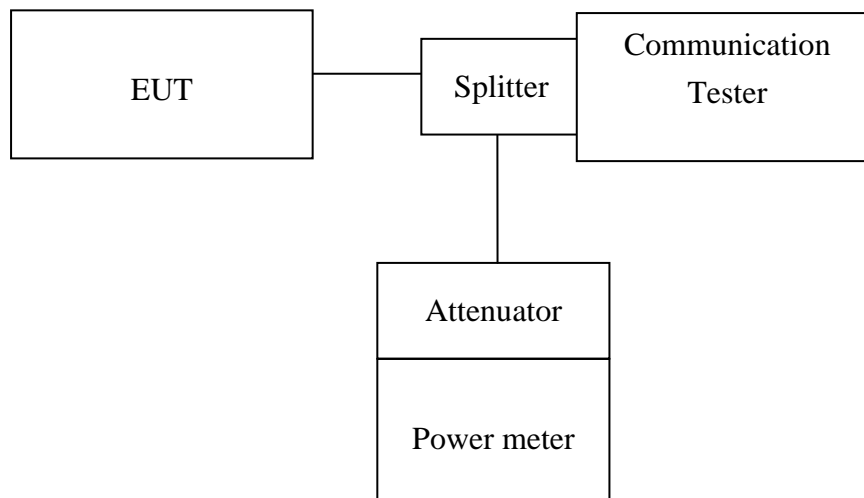 EUT
Splitter
Communication
Tester
Attenuator
Power meter